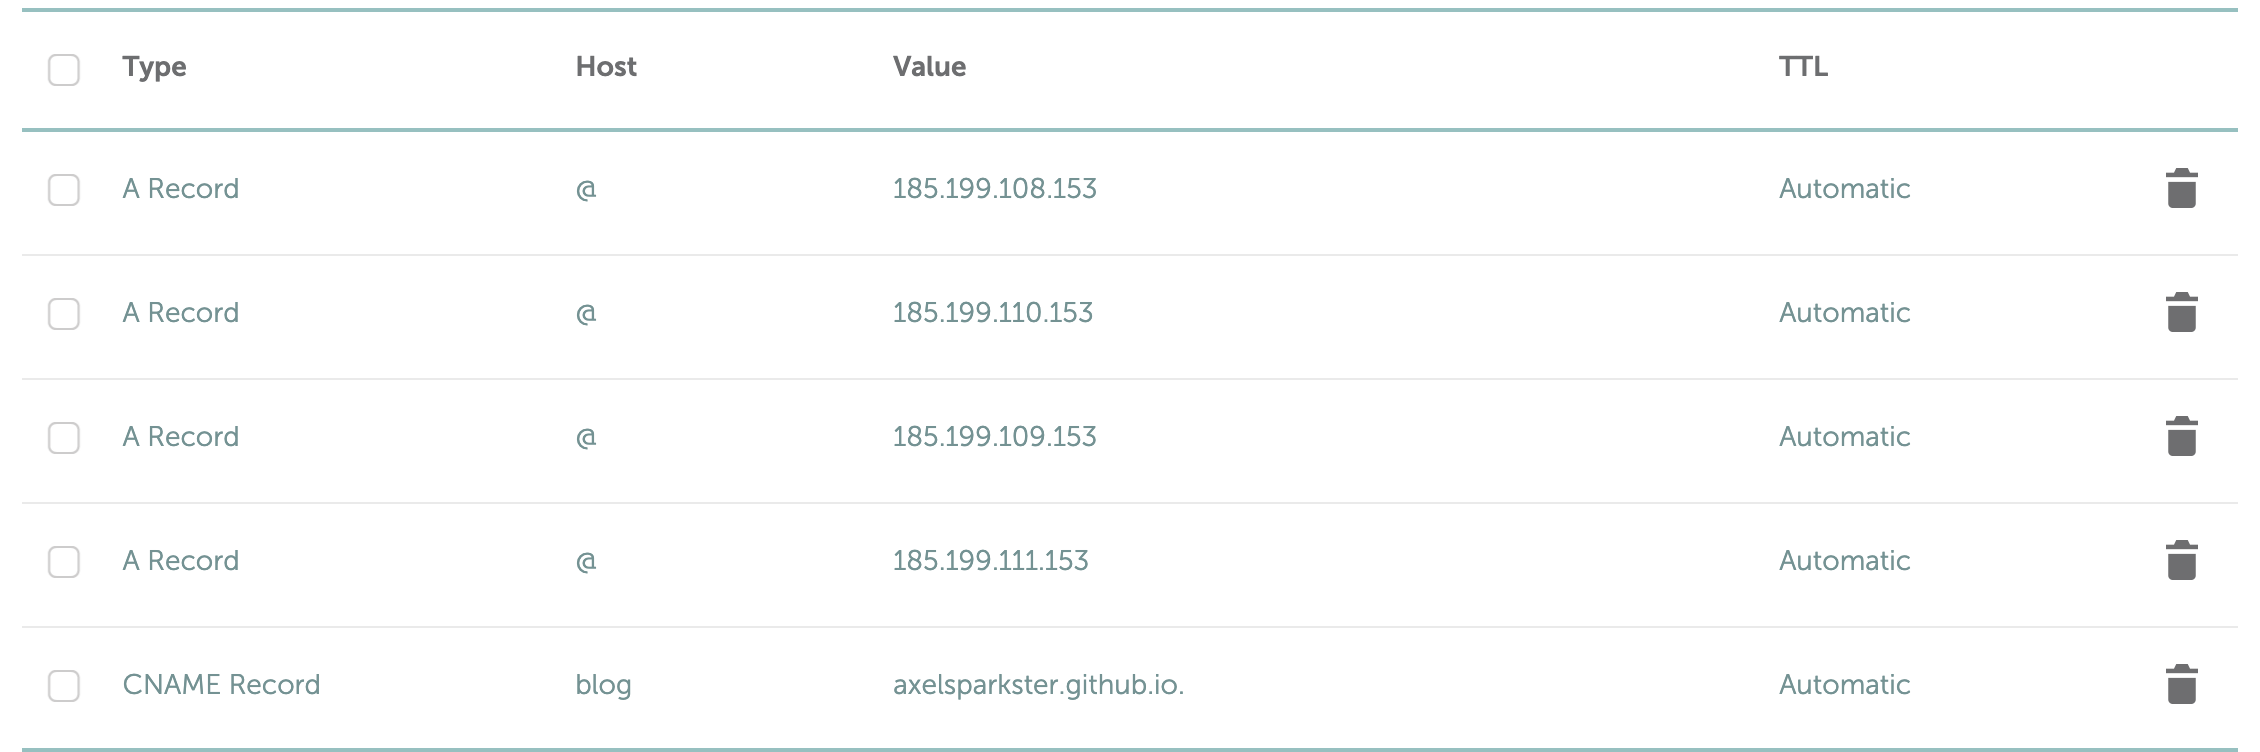 Type Host Value TTL
A Record @ 185.199.108.153 Automatic
A Record @ 185.199.110.153 Automatic
A Record @ 185.199.109.153 Automatic
A Record @ 185.199.111.153 Automatic
CNAME Record blog axelsparkster.github.io. Automatic